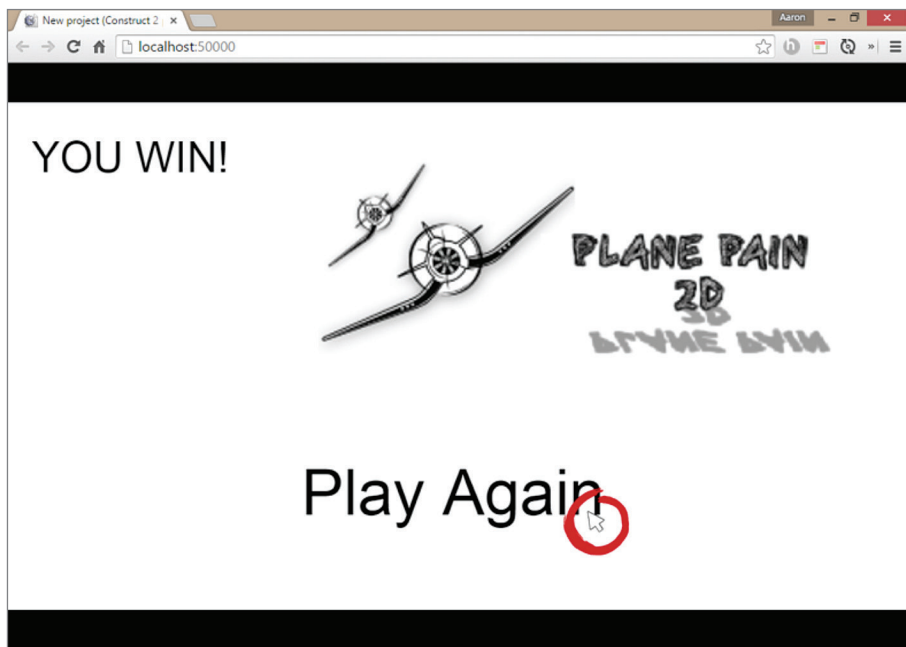 New project (Construct 2
Aaron
localhost:50000
YOU WIN!
PLANE PAIN
2D
Play Again